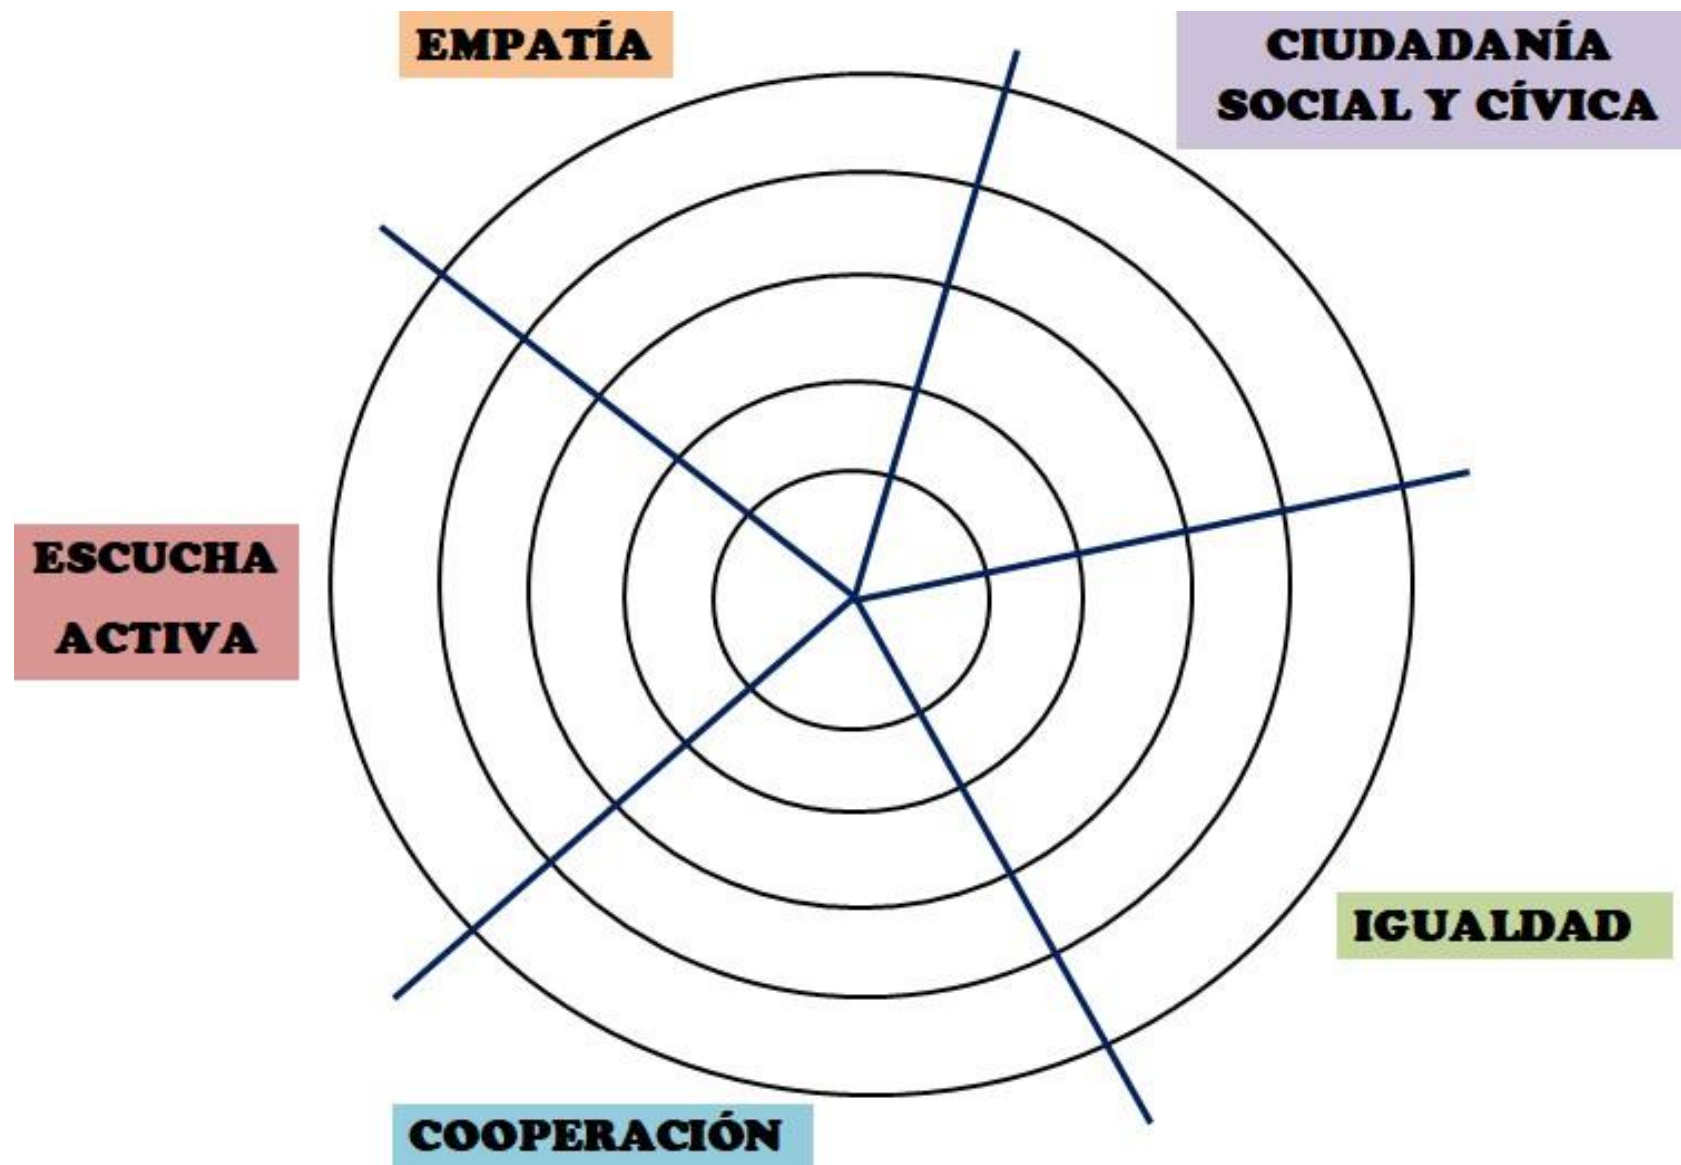 EMPATÍA
CIUDADANÍA
SOCIAL Y CÍVICA
ESCUCHA
ACTIVA
IGUALDAD
COOPERACIÓN